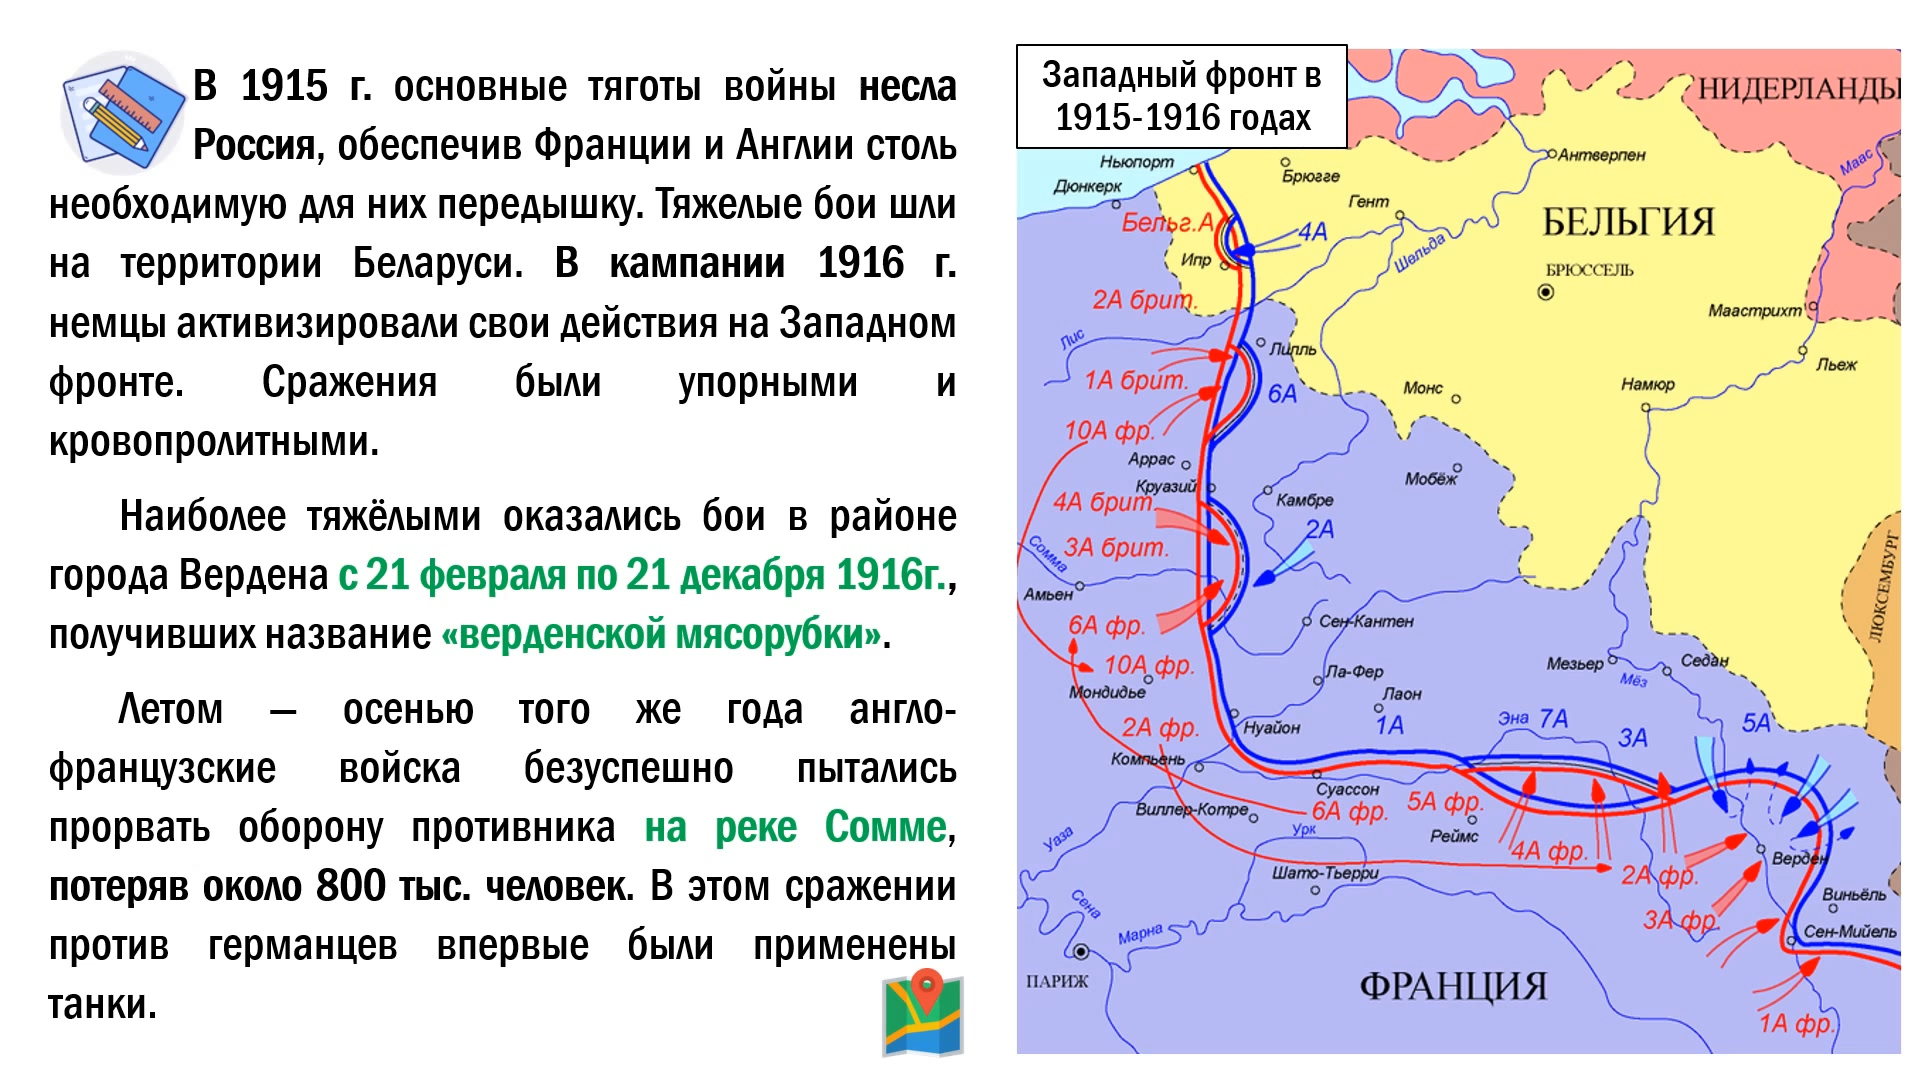 В 1915 г. основные тяготы войны несла
Россия, обеспечив Франции и Англии столь
необходимую для них передышку. Тяжелые бои шли
на территории Беларуси. В кампании 1916 г.
немцы активизировали свои действия на Западном
фронте. Сражения были упорными и
кровопролитными.
Наиболее тяжёлыми оказались бои в районе
города Вердена с 21 февраля по 21 декабря 1916г.,
получивших название «верденской мясорубки».
Летом – осенью того же года англо-
французские войска безуспешно пытались
прорвать оборону противника на реке Сомме,
потеряв около 800 тыс. человек. В этом сражении
против германцев впервые были применены
танки.
Западный фронт в
1915-1916 годах
НИДЕРЛАНДЫ
Ньюпорт
Брюгге
Антверпен
Маас
Дюнкерк
Гент
Бельг.А
4А
БЕЛЬГИЯ
Шельда
Ипр
БРЮССЕЛЬ
2А брит.
Маастрихт
Лис
Лилль
Льеж
1А брит.
6А
Монс
Намюр
10А фр.
Аррас
Мобёж
Круазий
Камбре
4А брит.
2А
3А брит.
Сомма
Амьен
ЛЮКСЕМБУРГ
6А фр.
Сен-Кантен
10А фр.
Мондидье
Ла-Фер
Мезьер
Седан
Мёз
Лаон
2А фр.
Нуайон
1А
Эна
7А
3А
5А
Компьень
Суассон
6А фр.
5А фр.
Виллер-Котре
Урк
Реймс
Уаза
4А фр.
Верден
Шато-Тьерри
2А фр.
Виньёль
Сена
3А фр.
Марна
Сен-Мийель
ПАРИЖ
ФРАНЦИЯ
1А фр.